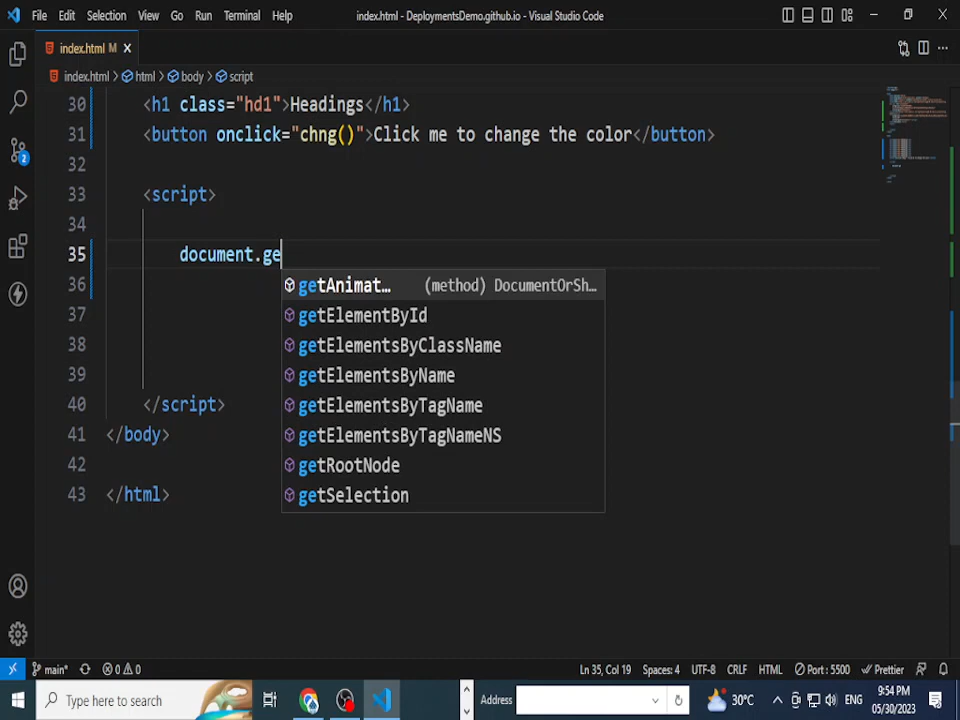 File Edit Selection View Go Run Terminal Help index.html - DeploymentsDemo.github.io - Visual Studio Code
index.html M
index.html > html > body > script
30 <h1 class="hd1">Headings</h1>
31 <button onclick="chng()">Click me to change the color</button>
32
33 <script>
34
35 document.ge
36 getAnimat… (method) DocumentOrSh…
37 getElementById
38 getElementsByClassName
39 getElementsByName
40 </script> getElementsByTagName
41 </body> getElementsByTagNameNS
42 getRootNode
43 </html> getSelection
2
main* 0 0 Ln 35, Col 19 Spaces: 4 UTF-8 CRLF HTML Port : 5500 Prettier
Type here to search Address 30°C ENG 9:54 PM
05/30/2023